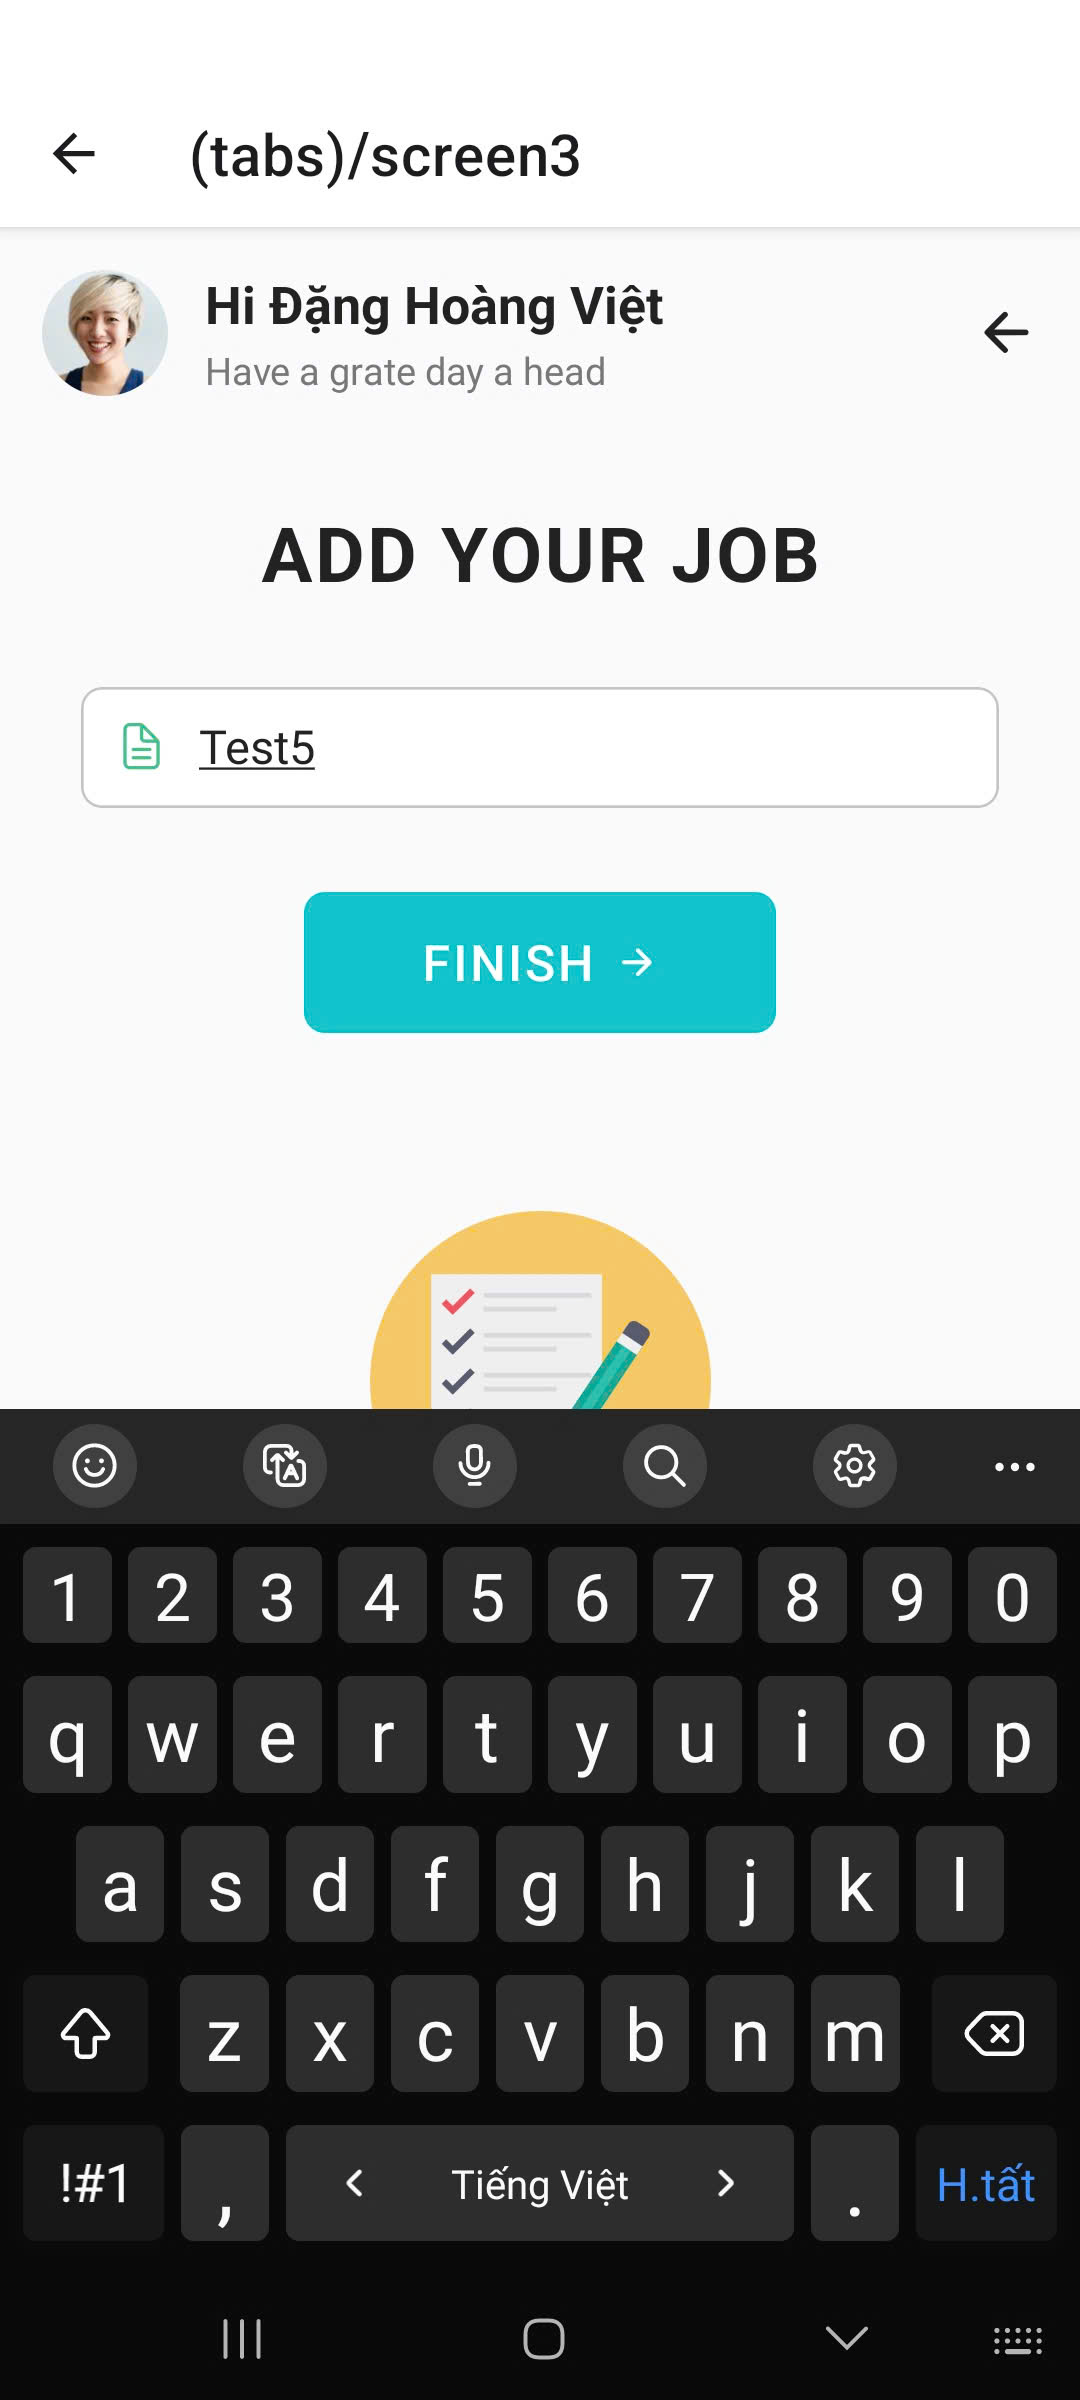 (tabs)/screen3
Hi Đặng Hoàng Việt
Have a grate day a head
ADD YOUR JOB
Test5
FINISH →
1 2 3 4 5 6 7 8 9 0
q w e r t y u i o p
a s d f g h j k l
z x c v b n m
!#1 , < Tiếng Việt > . H.tất